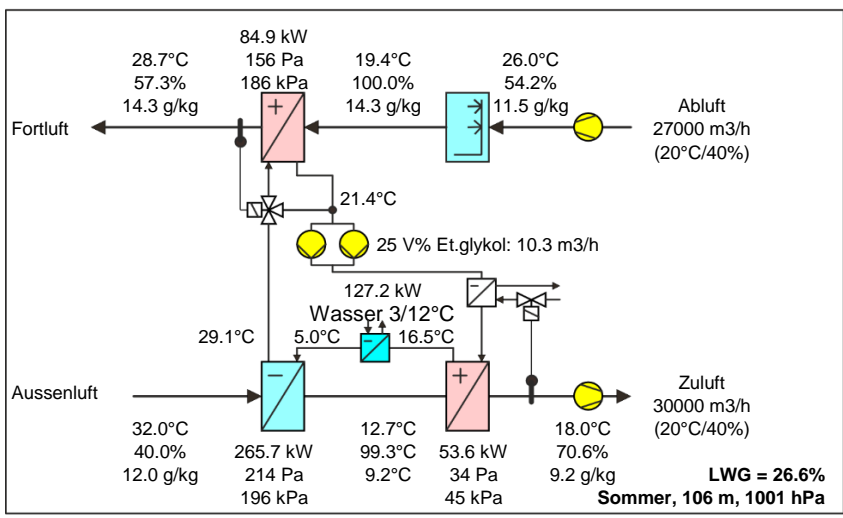 84.9 kW
156 Pa
186 kPa
28.7°C
57.3%
14.3 g/kg
19.4°C
100.0%
14.3 g/kg
26.0°C
54.2%
11.5 g/kg
Fortluft
Abluft
27000 m3/h
(20°C/40%)
21.4°C
25 V% Et.glykol: 10.3 m3/h
127.2 kW
Wasser 3/12°C
29.1°C
5.0°C
16.5°C
Aussenluft
Zuluft
30000 m3/h
(20°C/40%)
32.0°C
40.0%
12.0 g/kg
265.7 kW
214 Pa
196 kPa
12.7°C
99.3%
9.2°C
53.6 kW
34 Pa
45 kPa
18.0°C
70.6%
9.2 g/kg
LWG = 26.6%
Sommer, 106 m, 1001 hPa